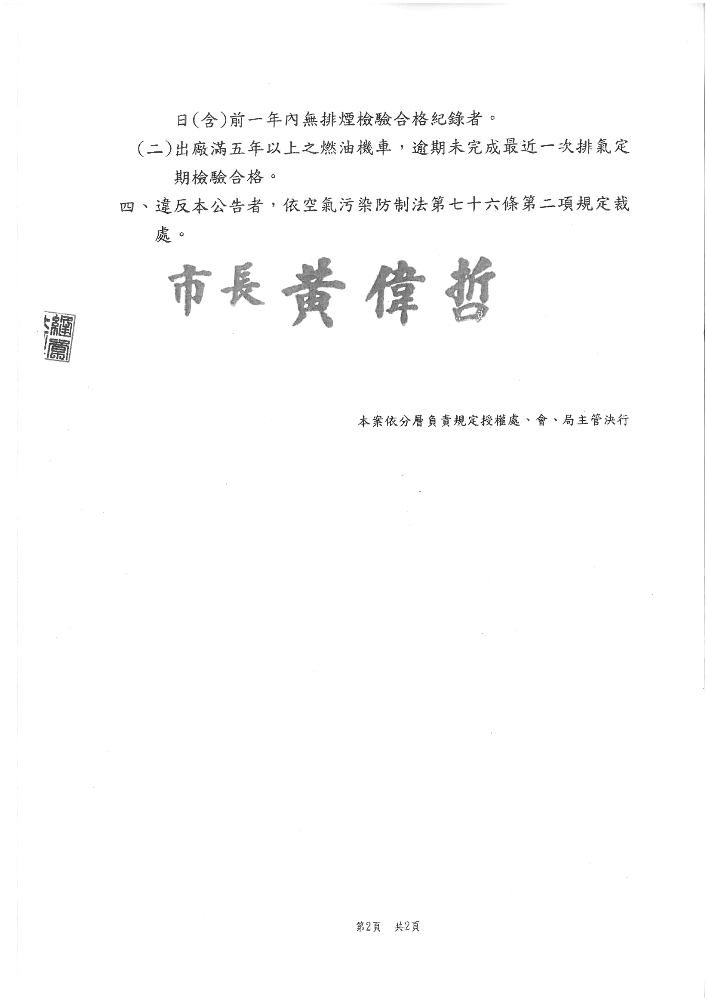 日(含)前一年內無排煙檢驗合格紀錄者。
(二)出廠滿五年以上之燃油機車，逾期未完成最近一次排氣定
期檢驗合格。
四、違反本公告者，依空氣污染防制法第七十六條第二項規定裁
處。
市長黃偉哲
本案依分層負責規定授權處、會、局主管決行
第2頁 共2頁